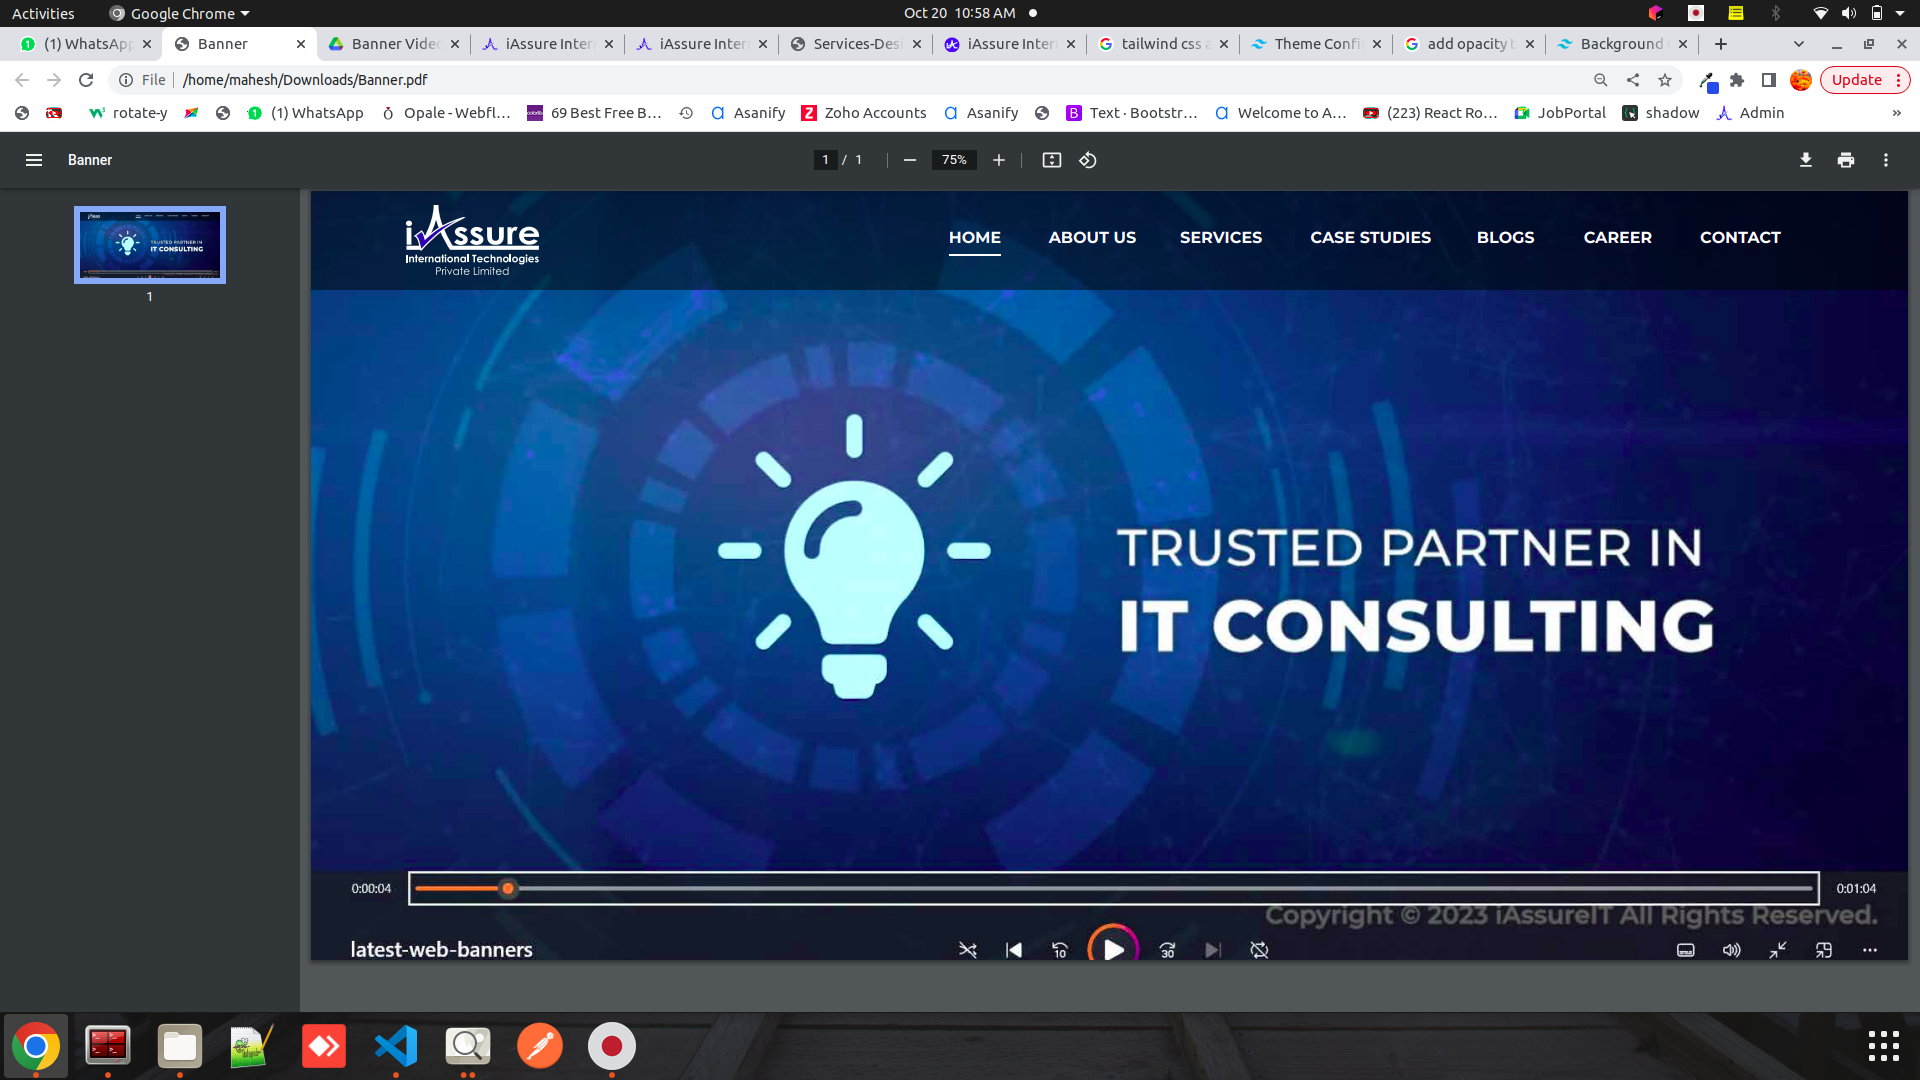 Activities
Google Chrome
Oct 20 10:58 AM
(1) WhatsApp
Banner
Banner Vide
iAssure Inter
iAssure Inter
Services-Des
iAssure Inter
tailwind css a
Theme Confi
add opacity t
Background
File
/home/mahesh/Downloads/Banner.pdf
Update
rotate-y
(1) WhatsApp
Opale - Webfl...
69 Best Free B...
Asanify
Zoho Accounts
Asanify
Text · Bootstr...
Welcome to A...
(223) React Ro...
JobPortal
shadow
Admin
»
Banner
1 / 1
75%
1
iAssure
International Technologies
Private Limited
HOME
ABOUT US
SERVICES
CASE STUDIES
BLOGS
CAREER
CONTACT
TRUSTED PARTNER IN
IT CONSULTING
0:00:04
0:01:04
Copyright © 2023 iAssureIT All Rights Reserved.
latest-web-banners
10
30